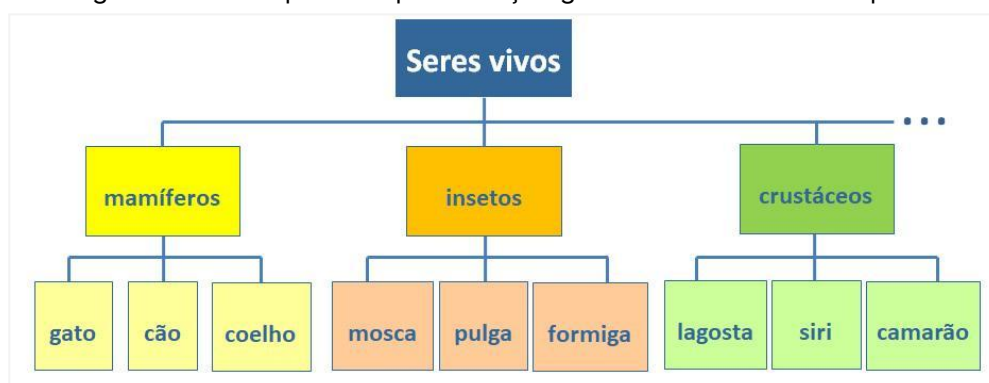 Seres vivos
...
mamíferos insetos crustáceos
gato cão coelho mosca pulga formiga lagosta siri camarão